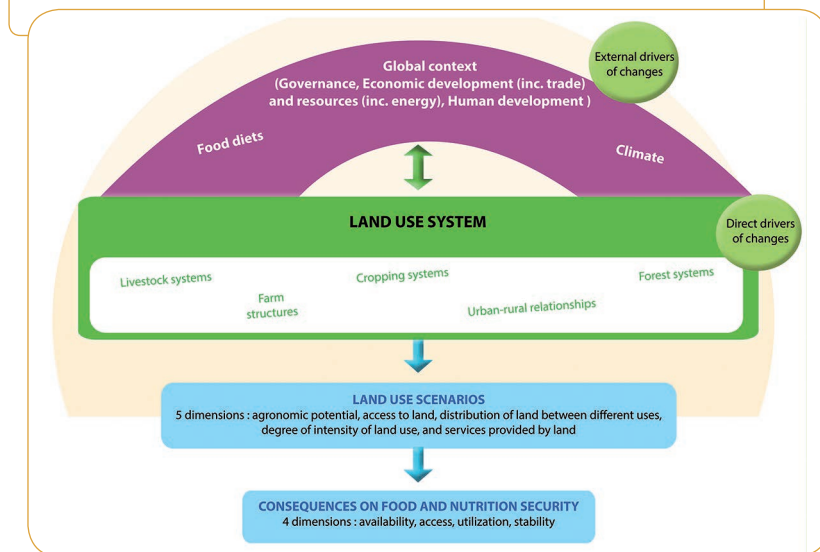 Global context
(Governance, Economic development (inc. trade)
and resources (inc. energy), Human development )
External drivers
of changes
Food diets
Climate
LAND USE SYSTEM
Direct drivers
of changes
Livestock systems
Cropping systems
Forest systems
Farm
structures
Urban-rural relationships
LAND USE SCENARIOS
5 dimensions : agronomic potential, access to land, distribution of land between different uses,
degree of intensity of land use, and services provided by land
CONSEQUENCES ON FOOD AND NUTRITION SECURITY
4 dimensions : availability, access, utilization, stability